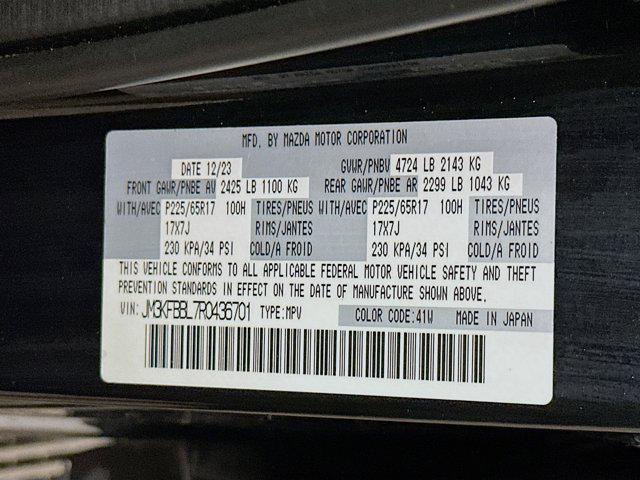 MFD. BY MAZDA MOTOR CORPORATION
DATE 12/23 GVWR/PNBV 4724 LB 2143 KG
FRONT GAWR/PNBE AV 2425 LB 1100 KG REAR GAWR/PNBE AR 2299 LB 1043 KG
WITH/AVEC P225/65R17 100H TIRES/PNEUS WITH/AVEC P225/65R17 100H TIRES/PNEUS
17X7J RIMS/JANTES 17X7J RIMS/JANTES
230 KPA/34 PSI COLD/A FROID 230 KPA/34 PSI COLD/A FROID
THIS VEHICLE CONFORMS TO ALL APPLICABLE FEDERAL MOTOR VEHICLE SAFETY AND THEFT
PREVENTION STANDARDS IN EFFECT ON THE DATE OF MANUFACTURE SHOWN ABOVE.
VIN: JM3KFBBL7R0436701 TYPE:MPV COLOR CODE:41W MADE IN JAPAN